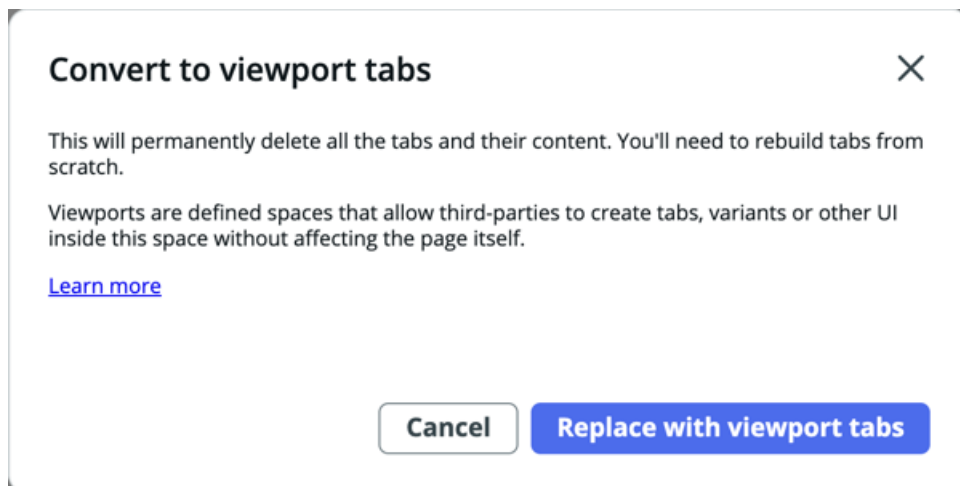 Convert to viewport tabs
This will permanently delete all the tabs and their content. You'll need to rebuild tabs from
scratch.
Viewports are defined spaces that allow third-parties to create tabs, variants or other UI
inside this space without affecting the page itself.
Learn more
Cancel
Replace with viewport tabs